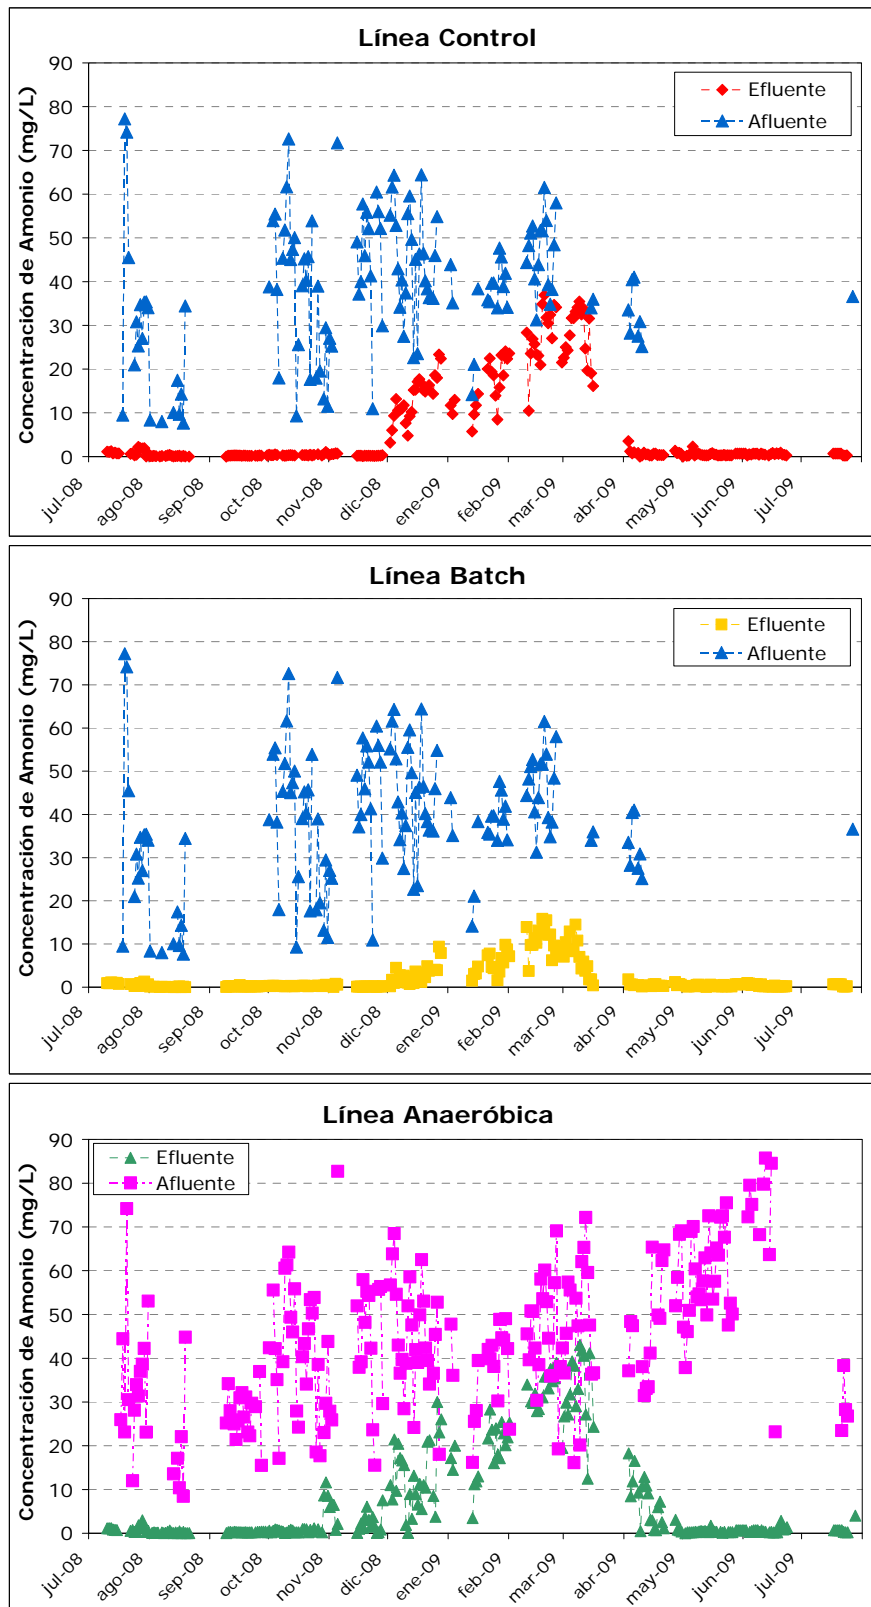 Línea Control
Concentración de Amonio (mg/L)
90
80
70
60
50
40
30
20
10
0
Efluente
Afluente
jul-08
ago-08
sep-08
oct-08
nov-08
dic-08
ene-09
feb-09
mar-09
abr-09
may-09
jun-09
jul-09
Línea Batch
Concentración de Amonio (mg/L)
90
80
70
60
50
40
30
20
10
0
Efluente
Afluente
jul-08
ago-08
sep-08
oct-08
nov-08
dic-08
ene-09
feb-09
mar-09
abr-09
may-09
jun-09
jul-09
Línea Anaeróbica
Concentración de Amonio (mg/L)
90
80
70
60
50
40
30
20
10
0
Efluente
Afluente
jul-08
ago-08
sep-08
oct-08
nov-08
dic-08
ene-09
feb-09
mar-09
abr-09
may-09
jun-09
jul-09